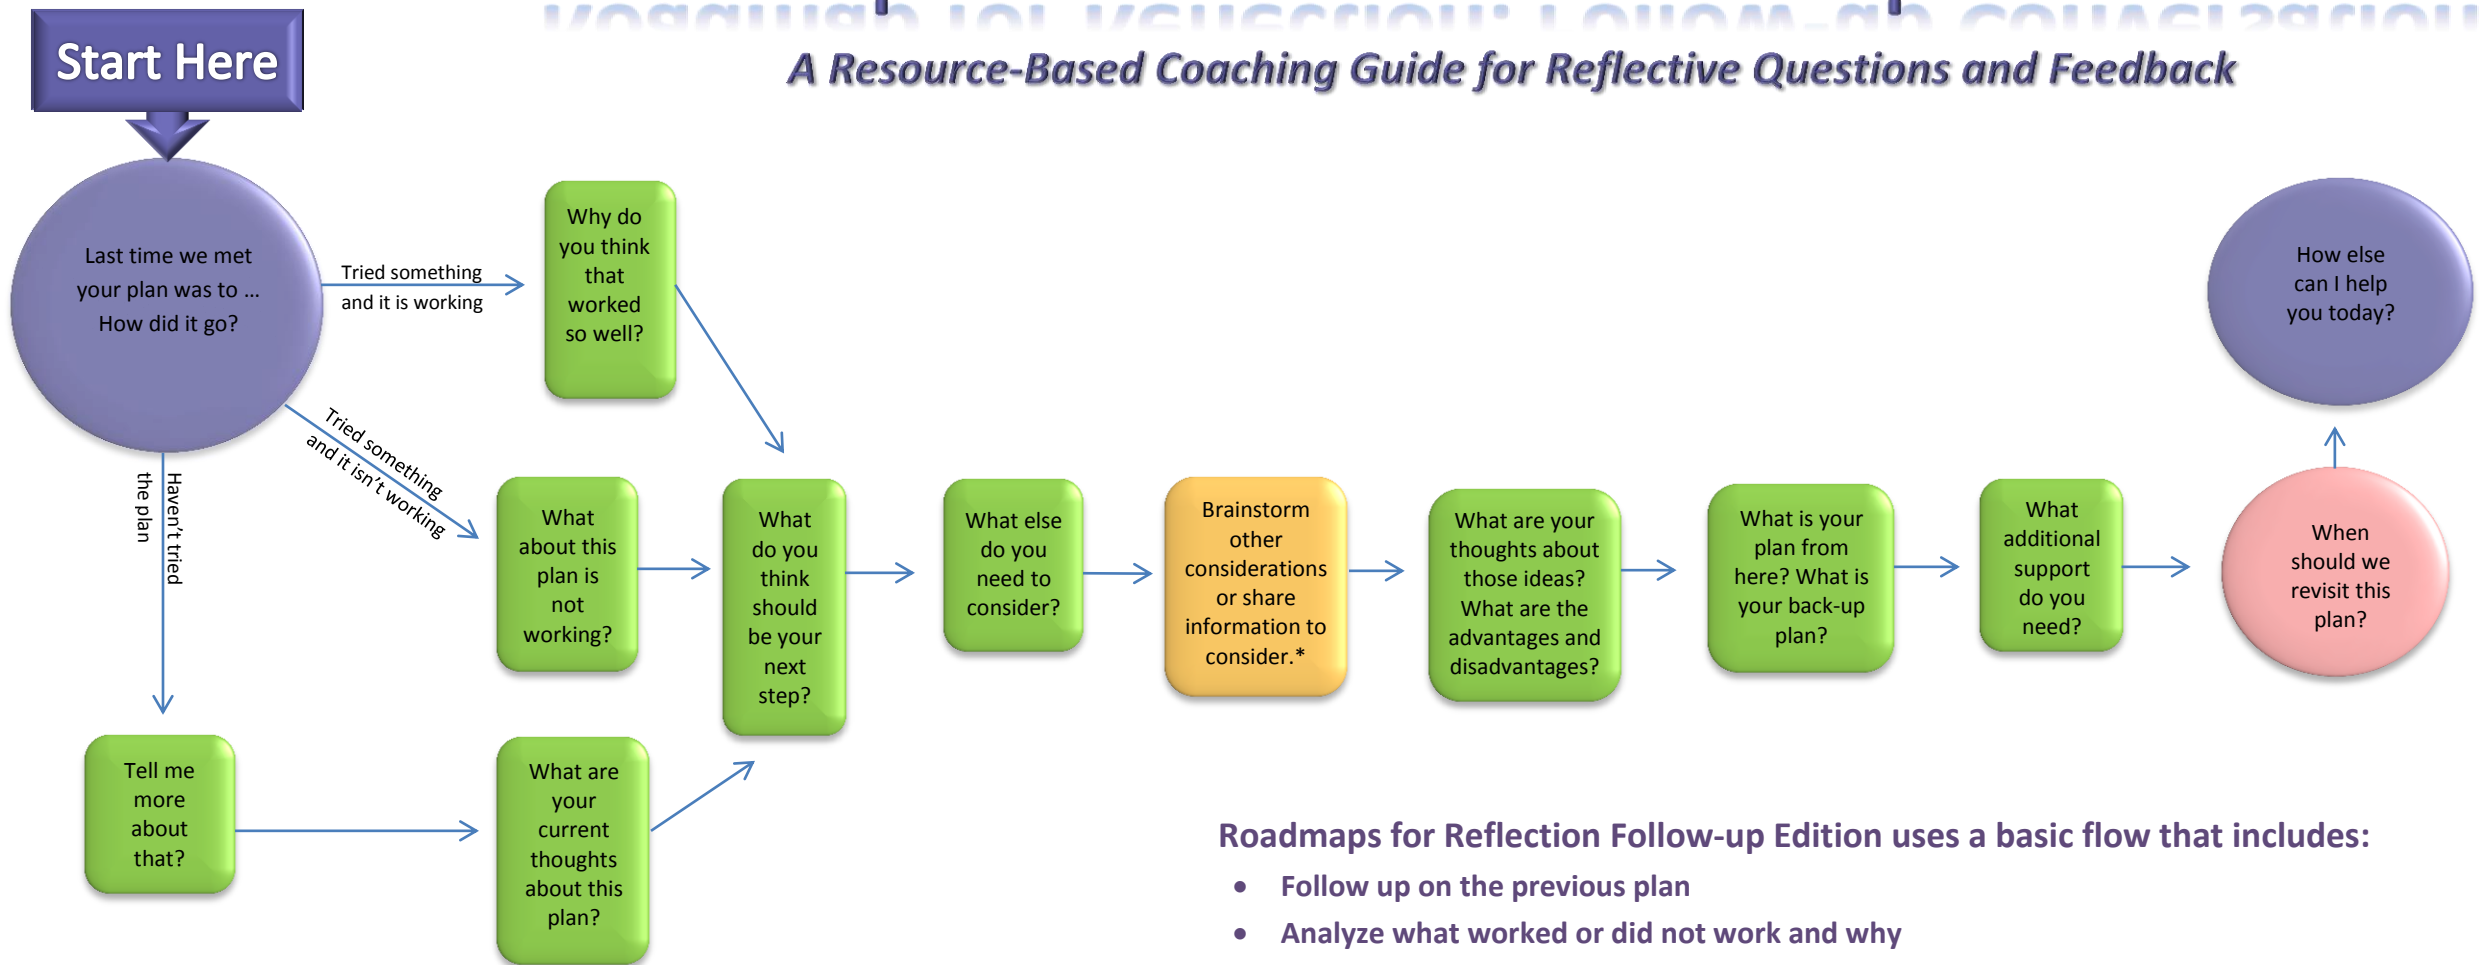 Start Here
A Resource-Based Coaching Guide for Reflective Questions and Feedback
Last time we met
your plan was to ...
How did it go?
Tried something
and it is working
Why do
you think
that
worked
so well?
Tried something
and it isn't working
What
about this
plan is
not
working?
Haven't tried
the plan
Tell me
more
about
that?
What are
your
current
thoughts
about this
plan?
What
do you
think
should
be your
next
step?
What else
do you
need to
consider?
Brainstorm
other
considerations
or share
information to
consider.*
What are your
thoughts about
those ideas?
What are the
advantages and
disadvantages?
What is your
plan from
here? What is
your back-up
plan?
What
additional
support
do you
need?
When
should we
revisit this
plan?
How else
can I help
you today?
Roadmaps for Reflection Follow-up Edition uses a basic flow that includes:
• Follow up on the previous plan
• Analyze what worked or did not work and why